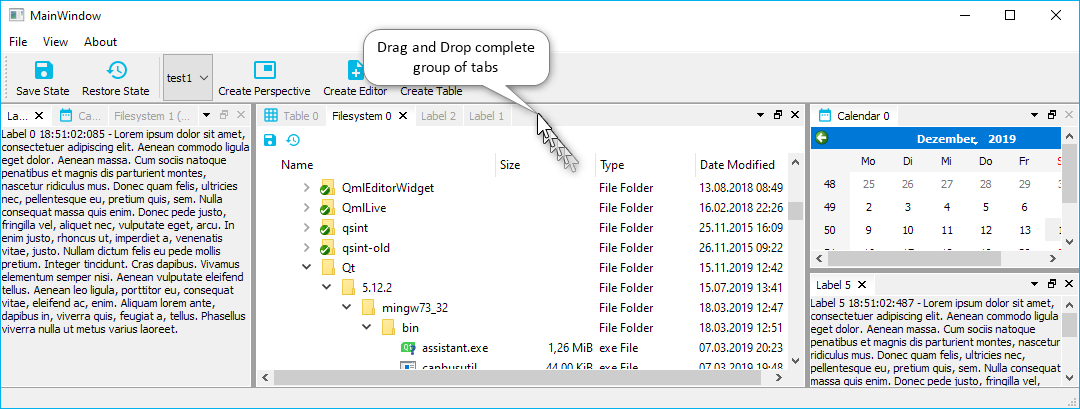 MainWindow
File View About
Drag and Drop complete
group of tabs
Save State Restore State test1 Create Perspective Create Editor Create Table
La... Ca... Filesystem 1 (...
Label 0 18:51:02:085 - Lorem ipsum dolor sit amet,
consectetuer adipiscing elit. Aenean commodo ligula
eget dolor. Aenean massa. Cum sociis natoque
penatibus et magnis dis parturient montes,
nascetur ridiculus mus. Donec quam felis, ultricies
nec, pellentesque eu, pretium quis, sem. Nulla
consequat massa quis enim. Donec pede justo,
fringilla vel, aliquet nec, vulputate eget, arcu. In
enim justo, rhoncus ut, imperdiet a, venenatis
vitae, justo. Nullam dictum felis eu pede mollis
pretium. Integer tincidunt. Cras dapibus. Vivamus
elementum semper nisi. Aenean vulputate eleifend
tellus. Aenean leo ligula, porttitor eu, consequat
vitae, eleifend ac, enim. Aliquam lorem ante,
dapibus in, viverra quis, feugiat a, tellus. Phasellus
viverra nulla ut metus varius laoreet.
Table 0 Filesystem 0 Label 2 Label 1
Name Size Type Date Modified
QmlEditorWidget File Folder 13.08.2018 08:49
QmlLive File Folder 16.02.2018 22:26
qsint File Folder 25.11.2015 16:09
qsint-old File Folder 26.11.2015 09:22
Qt File Folder 15.11.2019 12:42
5.12.2 File Folder 15.07.2019 13:41
mingw73_32 File Folder 18.03.2019 12:47
bin File Folder 18.03.2019 12:51
assistant.exe 1,26 MiB exe File 07.03.2019 20:23
canbusutil 44,00 KiB exe File 07.03.2019 19:48
Calendar 0
Dezember, 2019
Mo Di Mi Do Fr
48 25 26 27 28 29
49 2 3 4 5 6
50 9 10 11 12 13
Label 5
Label 5 18:51:02:487 - Lorem ipsum dolor sit
amet, consectetuer adipiscing elit. Aenean
commodo ligula eget dolor. Aenean massa. Cum sociis natoque
penatibus et magnis dis parturient montes, nascetur
ridiculus mus. Donec quam felis, ultricies nec,
pellentesque eu, pretium quis, sem. Nulla consequat
massa quis enim. Donec pede justo, fringilla vel,